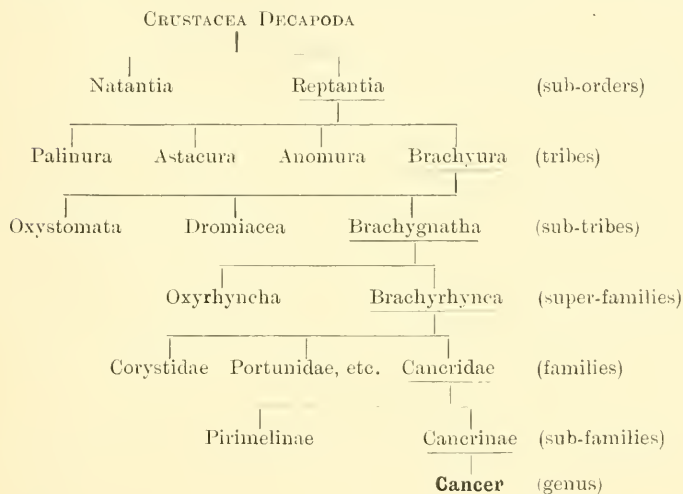 CRUSTACEA DECAPODA
Natantia Reptantia (sub-orders)
Palinura Astacura Anomura Brachyura (tribes)
Oxystomata Dromiacea Brachygnatha (sub-tribes)
Oxyrhyncha Brachyrhynca (super-families)
Corystidae Portunidae, etc. Cancridae (families)
Pirimelinae Cancrinae (sub-families)
Cancer (genus)